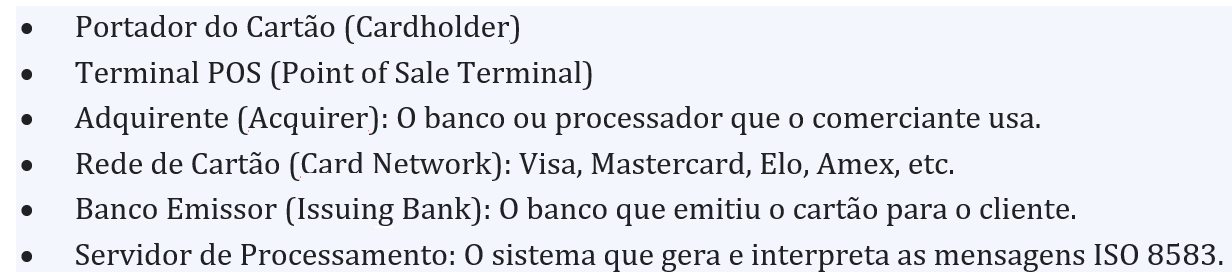 • Portador do Cartão (Cardholder)
• Terminal POS (Point of Sale Terminal)
• Adquirente (Acquirer): O banco ou processador que o comerciante usa.
• Rede de Cartão (Card Network): Visa, Mastercard, Elo, Amex, etc.
• Banco Emissor (Issuing Bank): O banco que emitiu o cartão para o cliente.
• Servidor de Processamento: O sistema que gera e interpreta as mensagens ISO 8583.